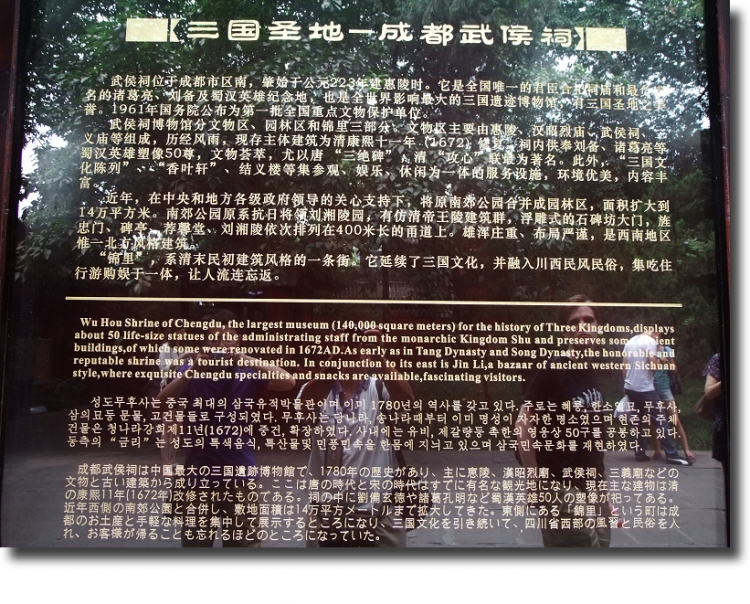 三国圣地—成都武侯祠
武侯祠位于成都市区南，肇始于公元223年建惠陵时。它是全国唯一的君臣合祀祠庙和最
名的诸葛亮、刘备及蜀汉英雄纪念地，也是全世界影响最大的三国遗迹博物馆，有三国圣地之美
誉。1961年国务院公布为第一批全国重点文物保护单位。
武侯祠博物馆分文物区、园林区和锦里三部分。文物区主要由惠陵、汉昭烈庙、武侯祠、
义庙等组成，历经风雨，现存主体建筑为清康熙十一年（1672）修复。祠内供奉刘备、诸葛亮等
蜀汉英雄塑像50尊，文物荟萃，尤以唐“三绝碑”、清“攻心”联最为著名。此外，“三国文
化陈列”、“香叶轩”、结义楼等集参观、娱乐、休闲为一体的服务设施，环境优美，内容丰
富。
近年，在中央和地方各级政府领导的关心支持下，将原南郊公园合并成园林区，面积扩大到
14万平方米。南郊公园原系抗日将领刘湘陵园，有仿清帝王陵建筑群，浮雕式的石碑坊大门，旌
忠门、碑亭、荐馨堂、刘湘陵依次排列在400米长的甬道上。雄浑庄重、布局严谨，是西南地区
惟一北方风格建筑。
“锦里”，系清末民初建筑风格的一条街。它延续了三国文化，并融入川西民风民俗，集吃住
行游购娱于一体，让人流连忘返。
Wu Hou Shrine of Chengdu, the largest museum (140,000 square meters) for the history of Three Kingdoms,displays
about 50 life-size statues of the administrating staff from the monarchic Kingdom Shu and preserves some ancient
buildings,of which some were renovated in 1672AD.As early as in Tang Dynasty and Song Dynasty,the honorable and
reputable shrine was a tourist destination. In conjunction to its east is Jin Li,a bazaar of ancient western Sichuan
style,where exquisite Chengdu specialties and snacks are available,fascinating visitors.
성도무후사는 중국 최대의 삼국유적박물관이며 이미 1780년의 역사를 갖고 있다. 주로는 혜릉, 한소열묘, 무후사,
삼의묘등 문물, 고건물들로 구성되였다. 무후사는 당나라, 송나라때부터 이미 명성이 자자한 명소였으며 현존의 주체
건물은 청나라강희제11년(1672)에 중건, 확장하였다. 사내에는 유비, 제갈량등 촉한의 영웅상 50구를 공봉하고 있다.
동측의 “금리”는 성도의 특색음식, 특산물및 민풍민속을 한몸에 지니고 있으며 삼국민속문화를 재현하였다.
成都武侯祠は中国最大の三国遺跡博物館で、1780年の歴史があり、主に恵陵、漢昭烈廟、武侯祠、三義廟などの
文物と古い建築から成り立っている。ここは唐の時代と宋の時代はすでに有名な観光地になり、現在主な建物は清
の康熙11年(1672年)改修されたものである。祠の中に劉備玄徳や諸葛孔明など蜀漢英雄50人の塑像が祀ってある。
近年西側の南郊公園と合併し、敷地面積は14万平方メートルまで拡大してきた。東側にある「錦里」という町は成
都のお土産と手軽な料理を集中して展示するところになり、三国文化を引き続いて、四川省西部の風習と民俗を入
れ、お客様が帰ることも忘れるほどのところになっていた。